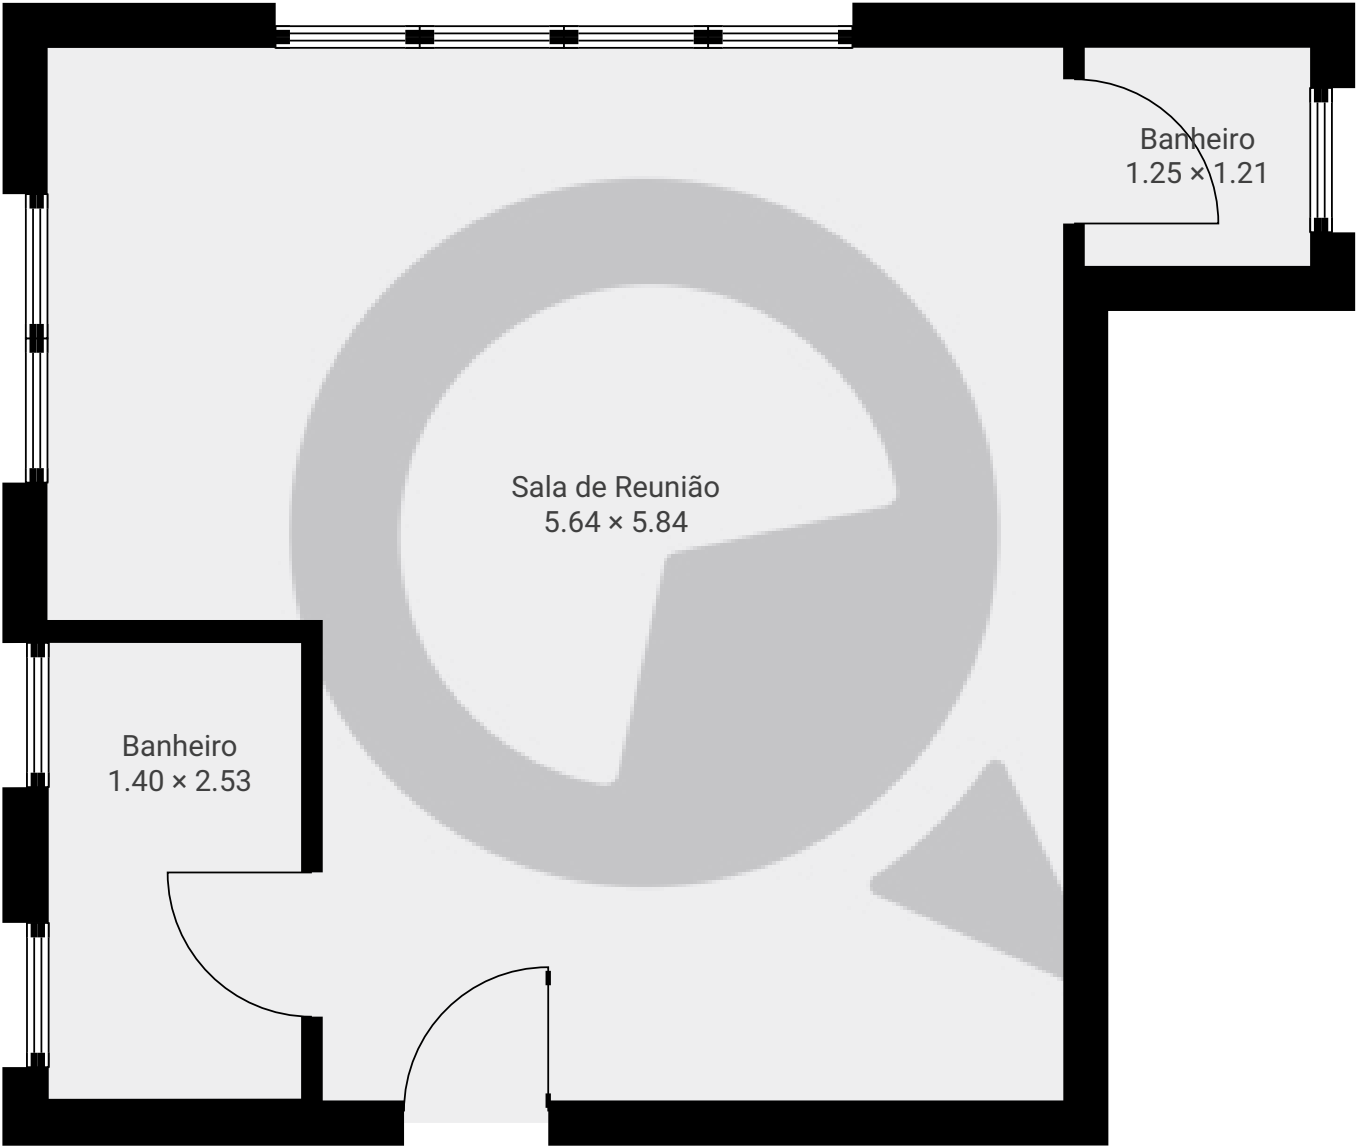 Banheiro
1.25 × 1.21
Sala de Reunião
5.64 × 5.84
Banheiro
1.40 × 2.53